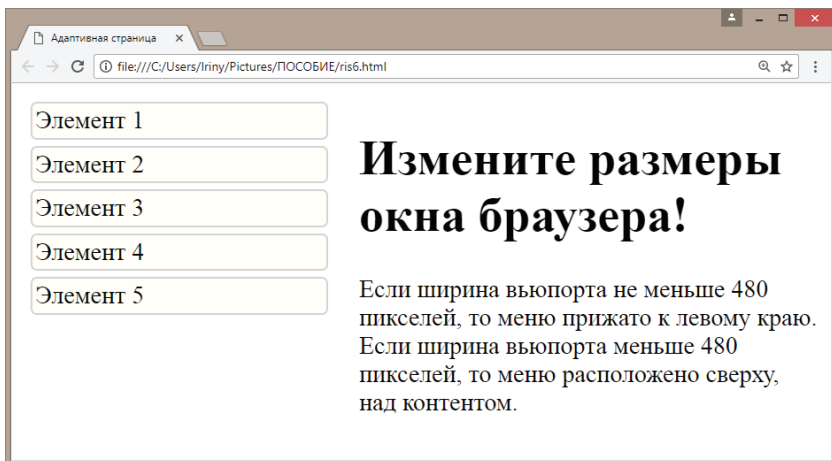 Адаптивная страница
file:///C:/Users/Iriny/Pictures/ПОСОБИЕ/ris6.html
Элемент 1
Элемент 2
Элемент 3
Элемент 4
Элемент 5
Измените размеры
окна браузера!
Если ширина вьюпорта не меньше 480
пикселей, то меню прижато к левому краю.
Если ширина вьюпорта меньше 480
пикселей, то меню расположено сверху,
над контентом.